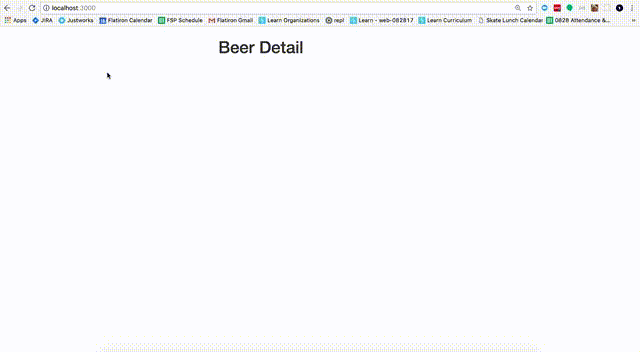 localhost:3000
Apps JIRA Justworks Flatiron Calendar FSP Schedule Flatiron Gmail Learn Organizations repl Learn - web-082817 Learn Curriculum Skate Lunch Calendar 0828 Attendance &... »
Beer Detail